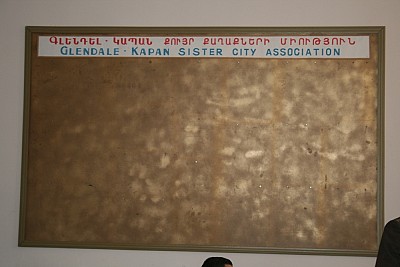 ԳԼԵՆԴԵԼ - ԿԱՊԱՆ ՔՈՒՅՐ ՔԱՂԱՔՆԵՐԻ ՄԻՈՒԹՅՈՒՆ
GLENDALE - KAPAN SISTER CITY ASSOCIATION